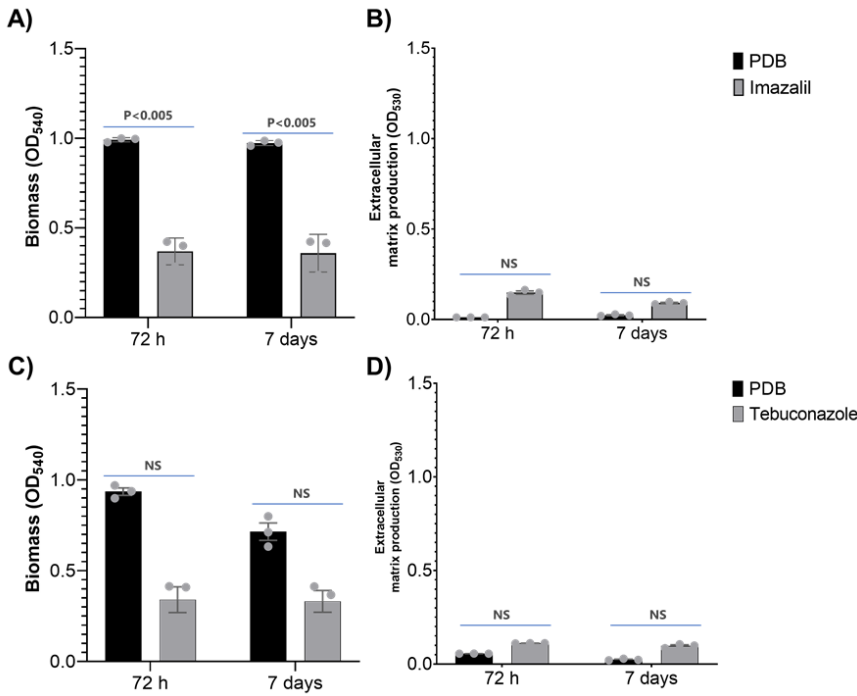 A)
Biomass (OD540)
1.5
1.0
0.5
0.0
P<0.005
P<0.005
72 h
7 days
B)
Extracellular
matrix production (OD530)
1.5
1.0
0.5
0.0
NS
NS
72 h
7 days
PDB
Imazalil
C)
Biomass (OD540)
1.5
1.0
0.5
0.0
NS
NS
72 h
7 days
D)
Extracellular
matrix production (OD530)
1.5
1.0
0.5
0.0
NS
NS
72 h
7 days
PDB
Tebuconazole